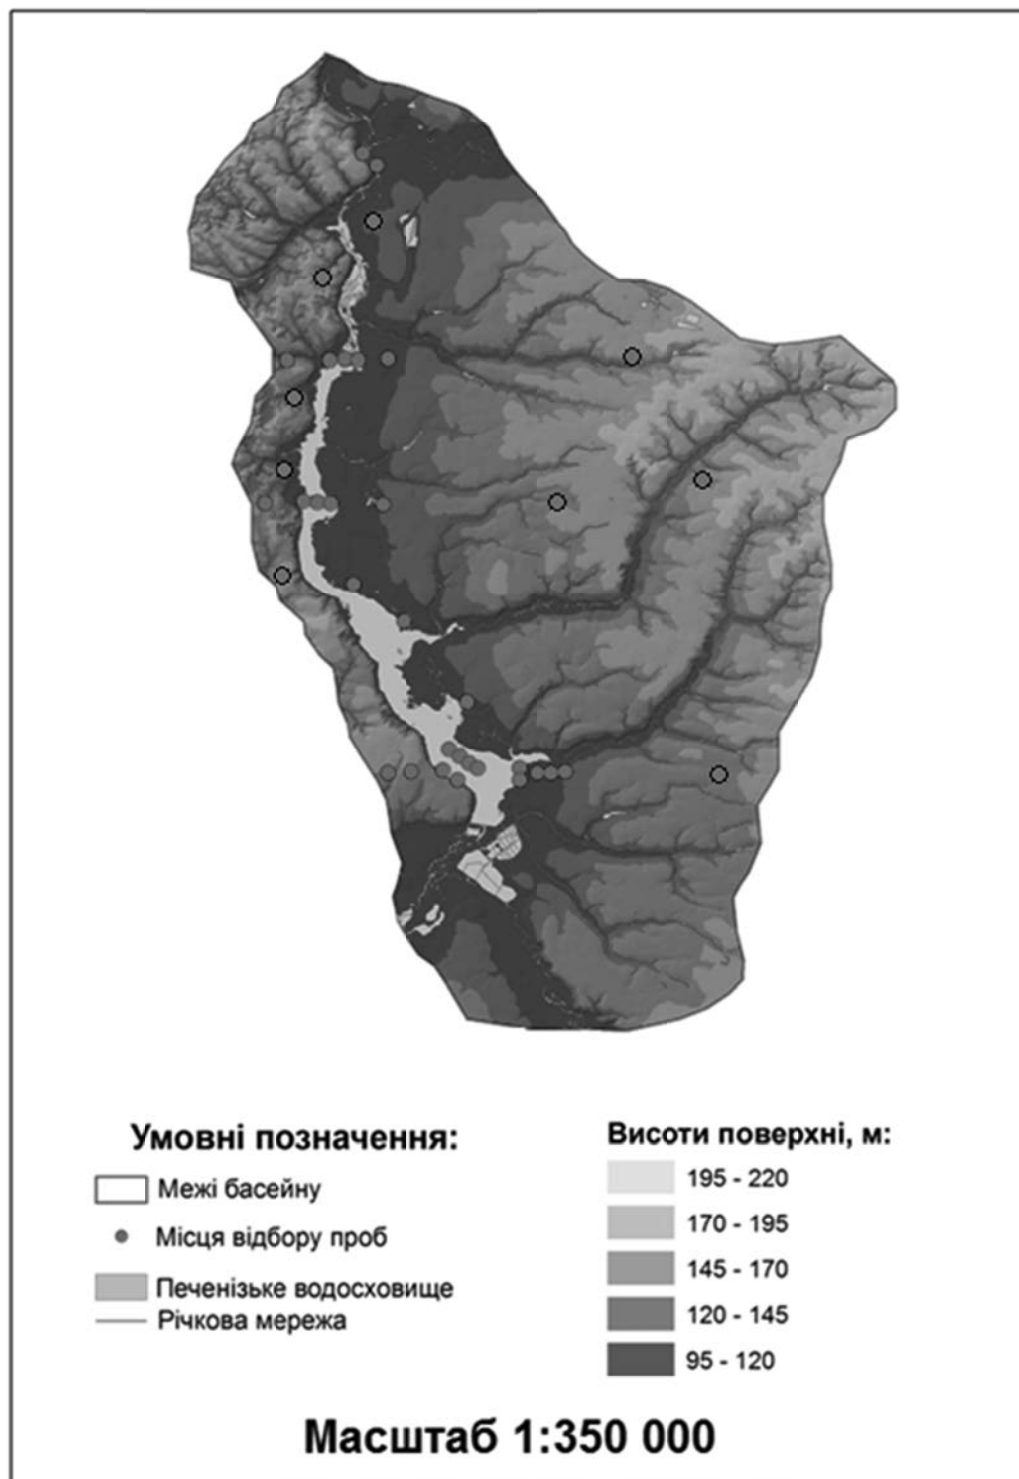 Умовні позначення:
Межі басейну
Місця відбору проб
Печенізьке водосховище
Річкова мережа
Висоти поверхні, м:
195 - 220
170 - 195
145 - 170
120 - 145
95 - 120
Масштаб 1:350 000